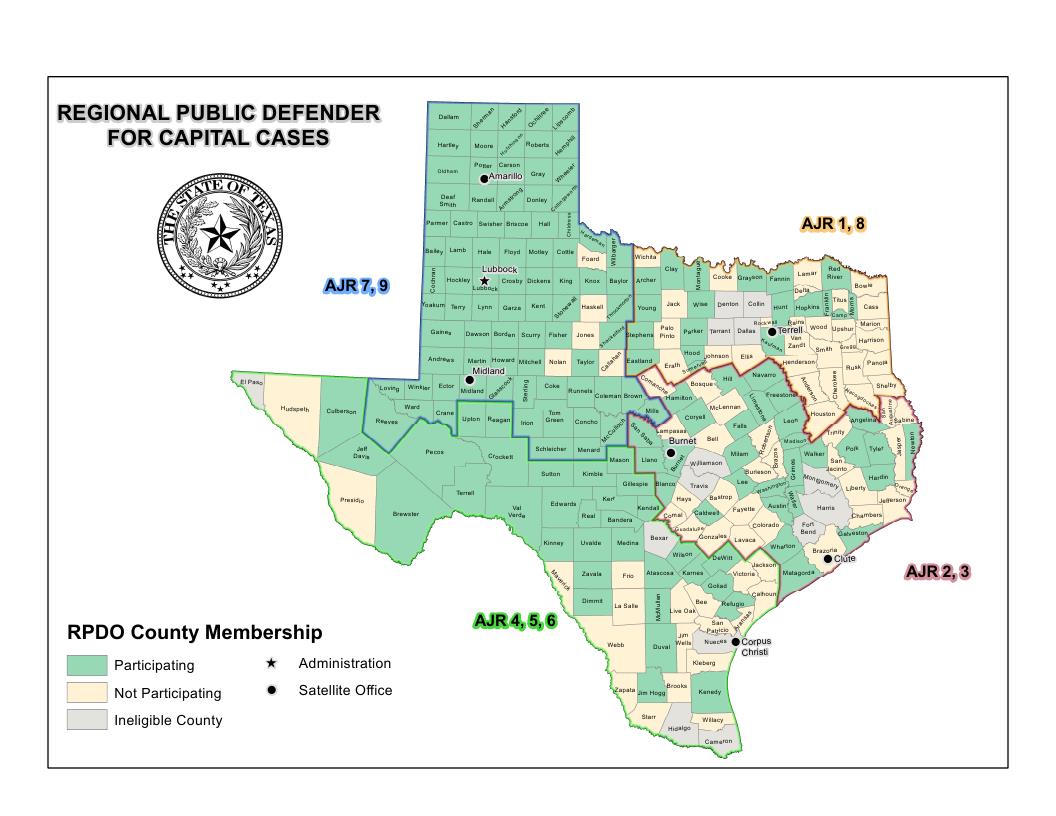 REGIONAL PUBLIC DEFENDER
FOR CAPITAL CASES
THE STATE OF TEXAS
AJR 1, 8
AJR 7, 9
AJR 2, 3
AJR 4, 5, 6
Dallam Sherman Hansford Ochiltree Lipscomb
Hartley Moore Hutchinson Roberts Hemphill
Oldham Potter Carson Gray Wheeler
Amarillo
Deaf Smith Randall Armstrong Donley Collingsworth
Parmer Castro Swisher Briscoe Hall Childress
Bailey Lamb Hale Floyd Motley Cottle Hardeman Foard Wilbarger Wichita
Lubbock
Cochran Hockley Lubbock Crosby Dickens King Knox Baylor Archer Clay Montague Cooke Grayson Fannin Lamar Red River Bowie
Delta
Yoakum Terry Lynn Garza Kent Stonewall Haskell Throckmorton Young Jack Wise Denton Collin Hunt Hopkins Franklin Titus Morris Cass
Camp
Gaines Dawson Borden Scurry Fisher Jones Shackelford Stephens Palo Pinto Parker Tarrant Dallas Rockwall Rains Wood Upshur Marion
Terrell
Kaufman Van Zandt Smith Gregg Harrison
Andrews Martin Howard Mitchell Nolan Taylor Callahan Eastland Erath Hood Somervell Johnson Ellis Henderson Rusk Panola
Midland
El Paso Hudspeth Culberson Loving Winkler Ector Midland Glasscock Sterling Coke Runnels Coleman Brown Comanche Hamilton Bosque Hill Navarro Freestone Anderson Cherokee Nacogdoches Shelby
Reeves Ward Crane Upton Reagan Irion Tom Green Concho McCulloch Mills San Saba Lampasas Coryell McLennan Limestone Falls Leon Houston Trinity Angelina San Augustine Sabine
Jeff Davis Pecos Crockett Schleicher Menard Mason Llano Burnet Bell Milam Robertson Brazos Madison Walker Polk Tyler Jasper Newton
Burnet
Presidio Brewster Terrell Sutton Kimble Gillespie Blanco Williamson Travis Burleson Lee Grimes San Jacinto Liberty Hardin Orange
Val Verde Edwards Kerr Real Bandera Kendall Hays Comal Caldwell Bastrop Fayette Washington Austin Waller Montgomery Harris Chambers Jefferson
Kinney Uvalde Medina Bexar Guadalupe Gonzales Lavaca Colorado Wharton Fort Bend Brazoria Galveston
Clute
Maverick Zavala Frio Atascosa Wilson Karnes DeWitt Victoria Jackson Matagorda
Dimmit La Salle McMullen Live Oak Bee Goliad Refugio Calhoun
Webb Duval Jim Wells San Patricio Aransas Nueces
Corpus
Christi
Kleberg
Zapata Jim Hogg Brooks Kenedy
Starr Hidalgo Willacy Cameron
RPDO County Membership
Participating
Not Participating
Ineligible County
Administration
Satellite Office